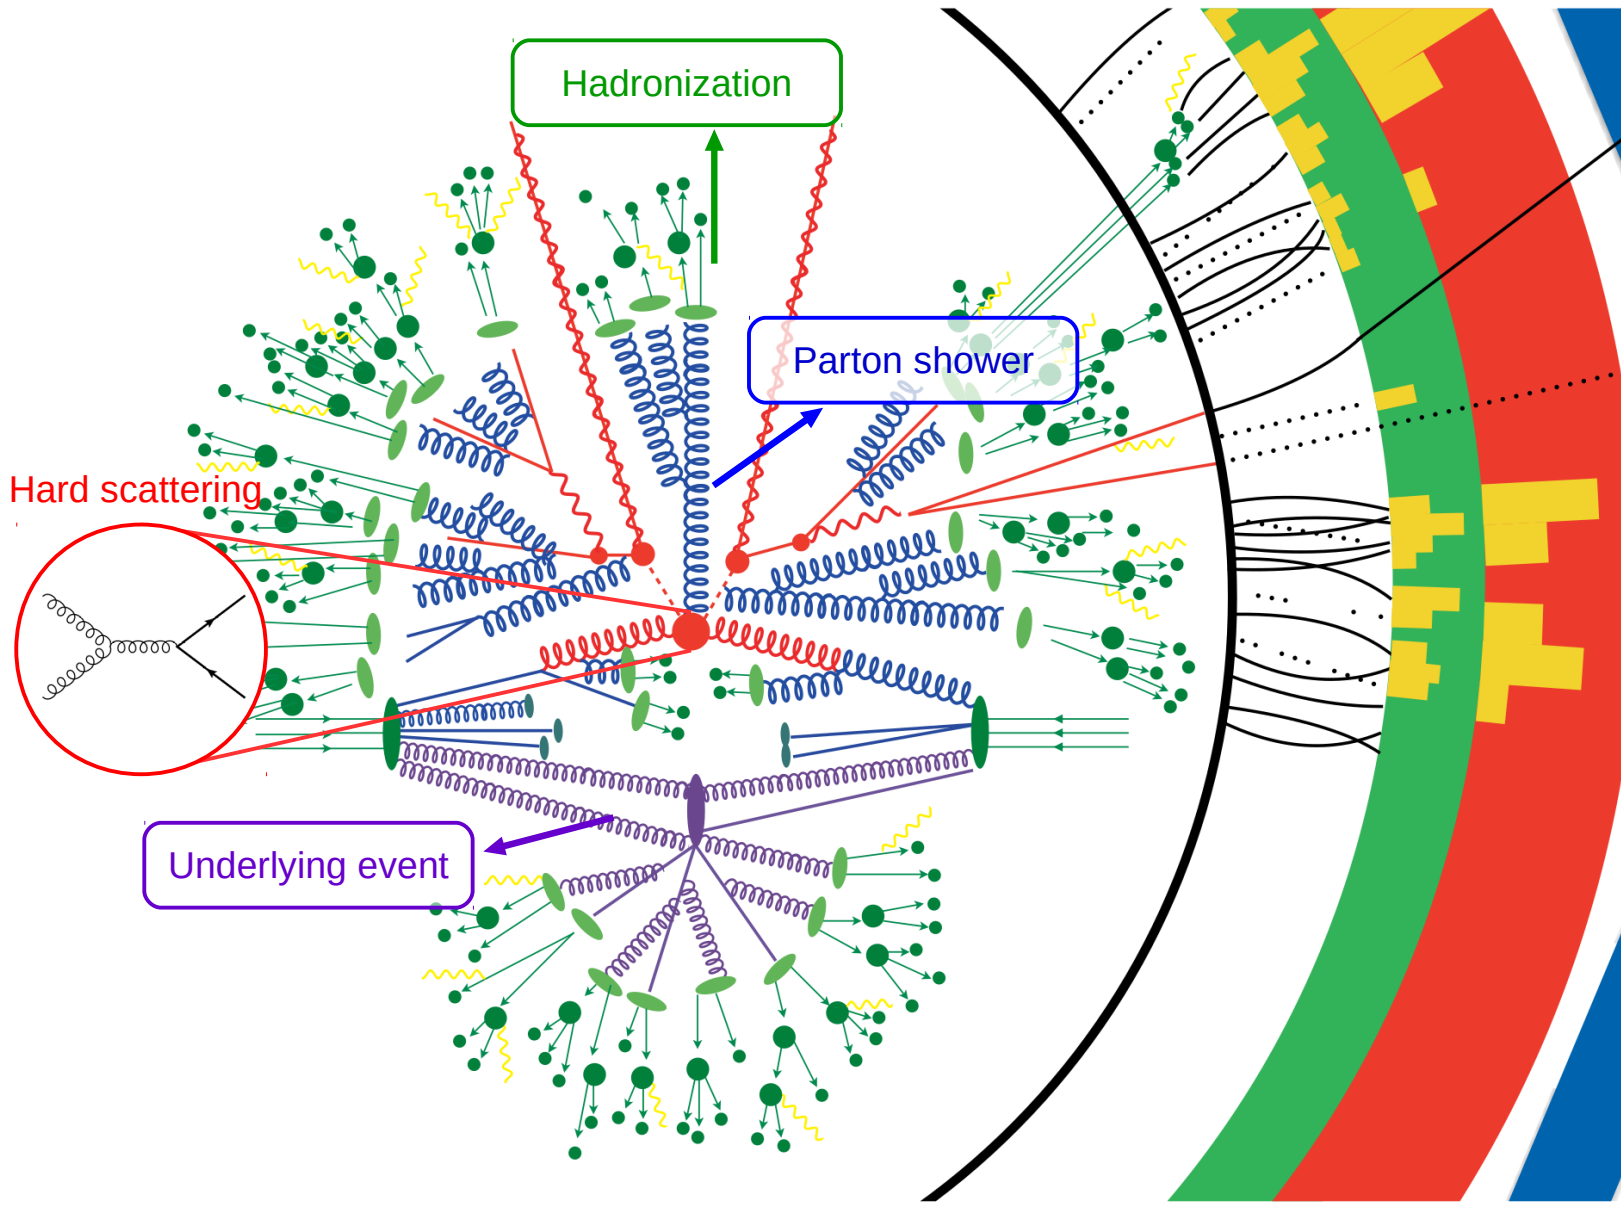 Hadronization
Parton shower
Hard scattering
Underlying event